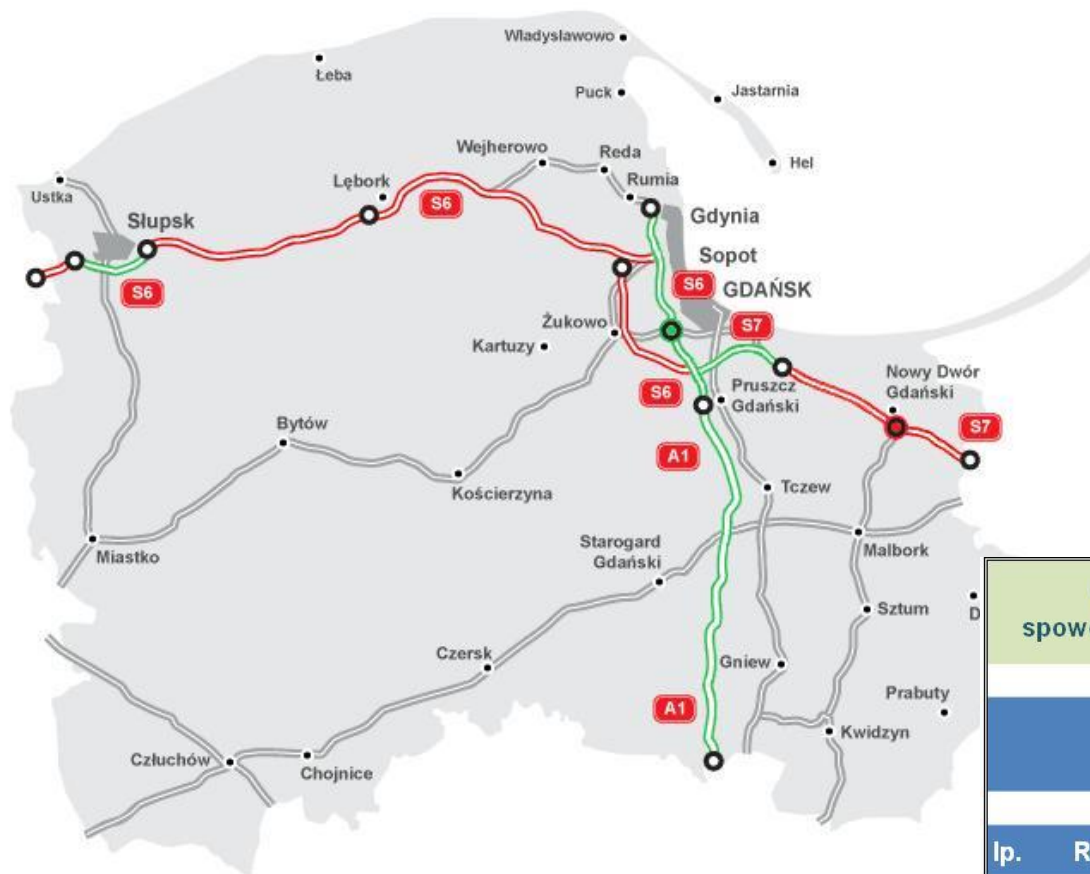 Władysławowo
Łeba
Puck
Jastarnia
Wejherowo
Reda
Hel
Rumia
Lębork
Ustka
S6
Słupsk
Gdynia
Sopot
S6
S6
GDAŃSK
S7
Żukowo
Kartuzy
Nowy Dwór
Gdański
S6
Pruszcz
Gdański
S7
Bytów
A1
Kościerzyna
Tczew
Miastko
Starogard
Gdański
Malbork
D
Sztum
spowo
Czersk
Gniew
Prabuty
A1
Kwidzyn
Człuchów
Chojnice
lp. R